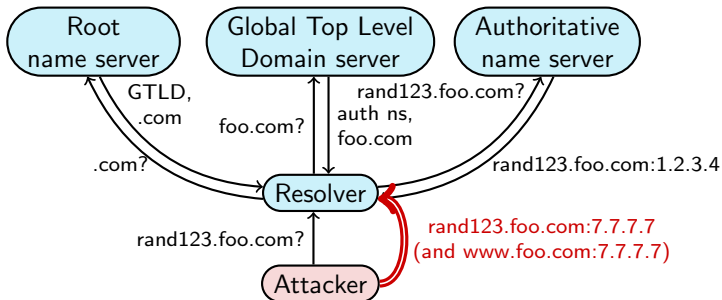 Root
name server
Global Top Level
Domain server
Authoritative
name server
GTLD,
.com
foo.com?
auth ns,
foo.com
rand123.foo.com?
.com?
rand123.foo.com:1.2.3.4
Resolver
rand123.foo.com?
rand123.foo.com:7.7.7.7
(and www.foo.com:7.7.7.7)
Attacker